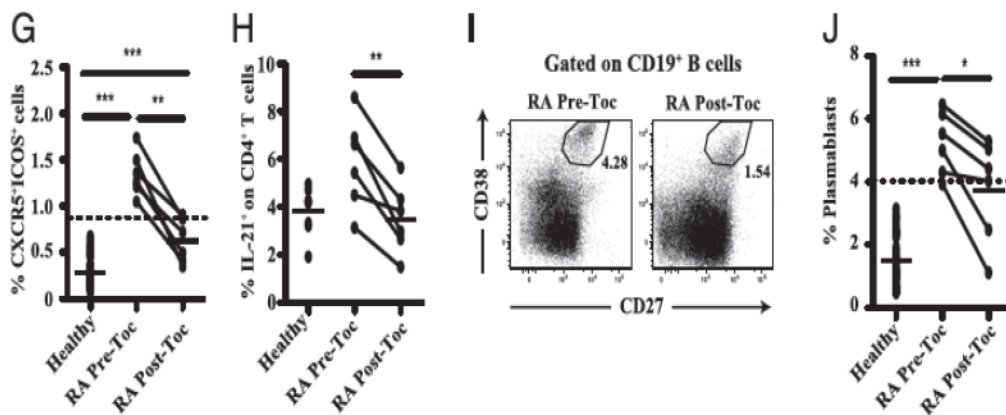 G
% CXCR5+ICOS+ cells
2.5
2.0
1.5
1.0
0.5
0
***
***
**
Healthy
RA Pre-Toc
RA Post-Toc
H
% IL-21+ on CD4+ T cells
10
8
6
4
2
0
**
Healthy
RA Pre-Toc
RA Post-Toc
I
Gated on CD19+ B cells
RA Pre-Toc
RA Post-Toc
4.28
1.54
CD38
CD27
J
% Plasmablasts
8
6
4
2
0
***
*
Healthy
RA Pre-Toc
RA Post-Toc